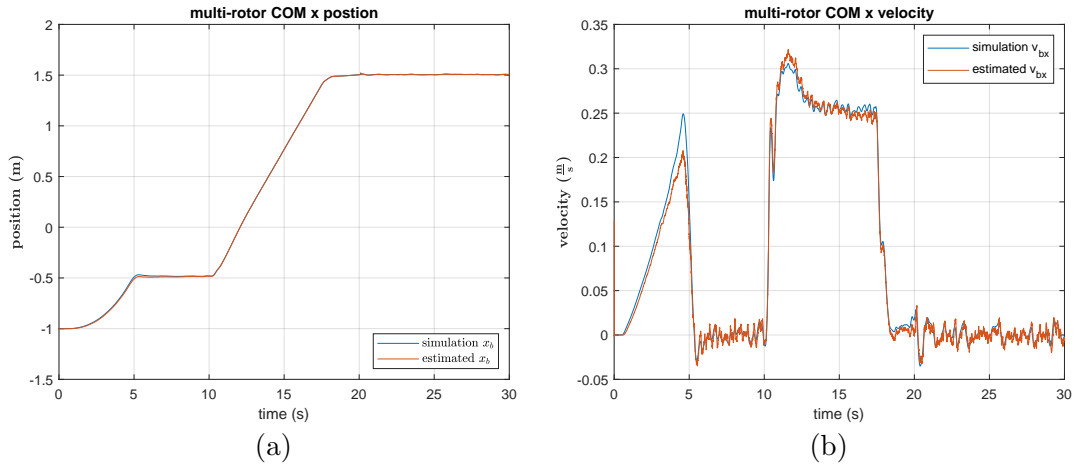 multi-rotor COM x postion
2
1.5
1
0.5
0
-0.5
-1
-1.5
position (m)
0 5 10 15 20 25 30
time (s)
simulation x_b
estimated x_b
(a)
multi-rotor COM x velocity
0.35
0.3
0.25
0.2
0.15
0.1
0.05
0
-0.05
velocity (m/s)
0 5 10 15 20 25 30
time (s)
simulation v_bx
estimated v_bx
(b)